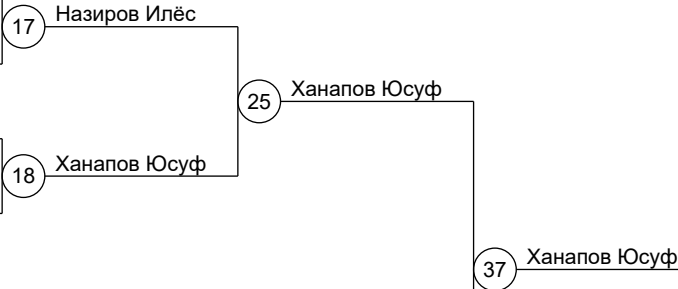 17 Назиров Илёс
25 Ханапов Юсуф
18 Ханапов Юсуф
37 Ханапов Юсуф